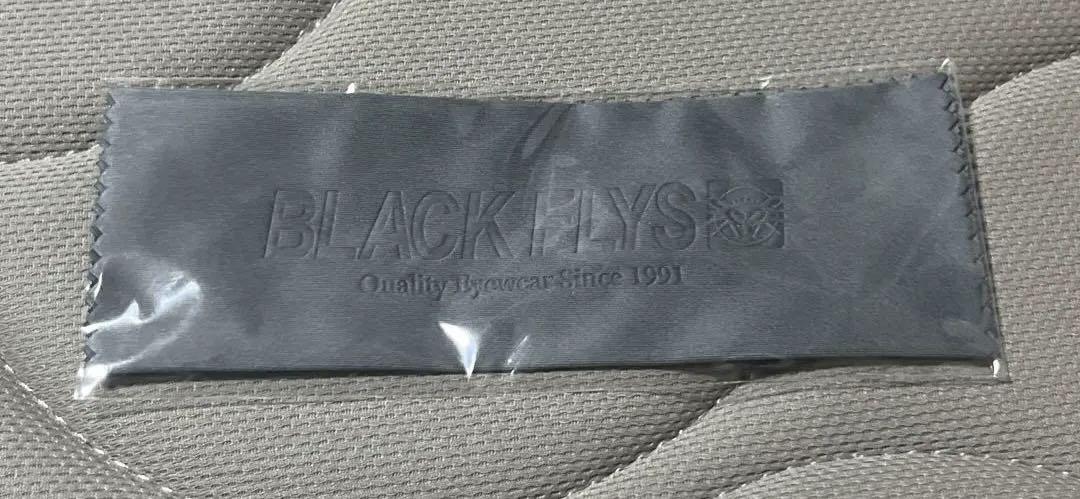 BLACK FLYS
Quality Eyewear Since 1991